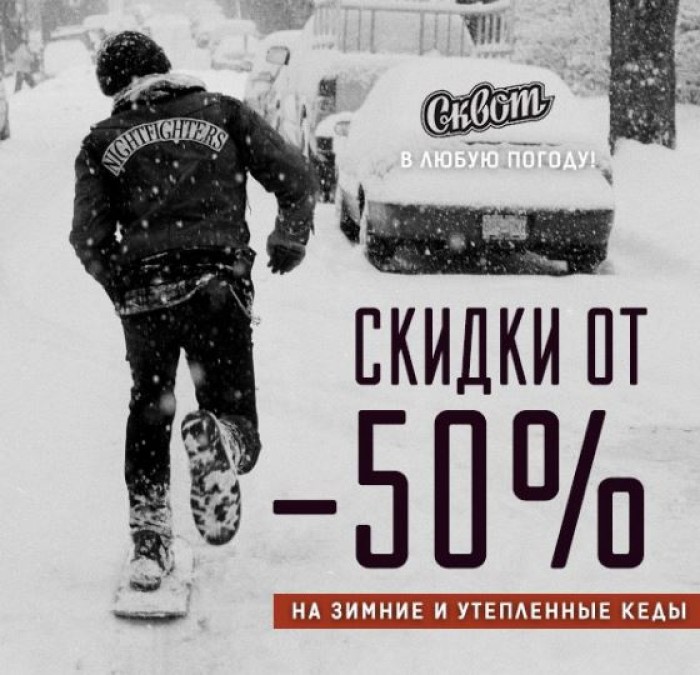 NIGHTFIGHTERS
Сквот
В ЛЮБУЮ ПОГОДУ!
СКИДКИ ОТ
-50%
НА ЗИМНИЕ И УТЕПЛЕННЫЕ КЕДЫ